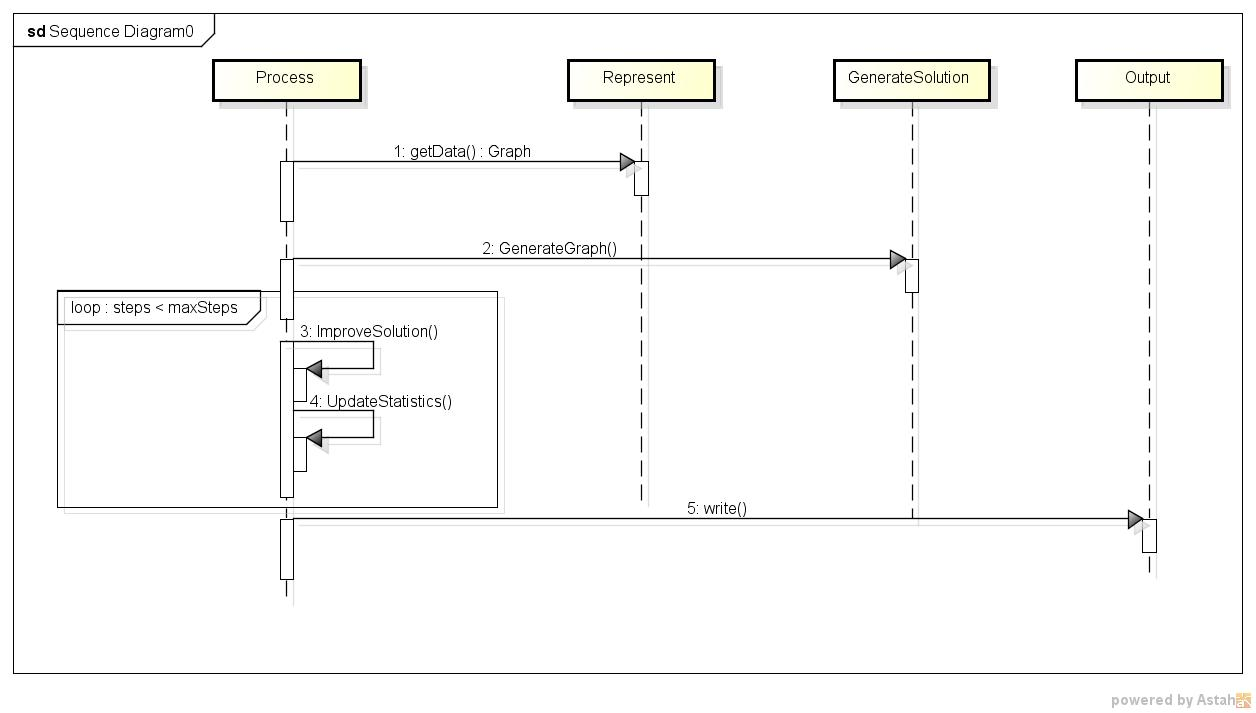 sd Sequence Diagram0
Process
Represent
GenerateSolution
Output
1: getData() : Graph
2: GenerateGraph()
loop : steps < maxSteps
3: ImproveSolution()
4: UpdateStatistics()
5: write()
powered by Astah